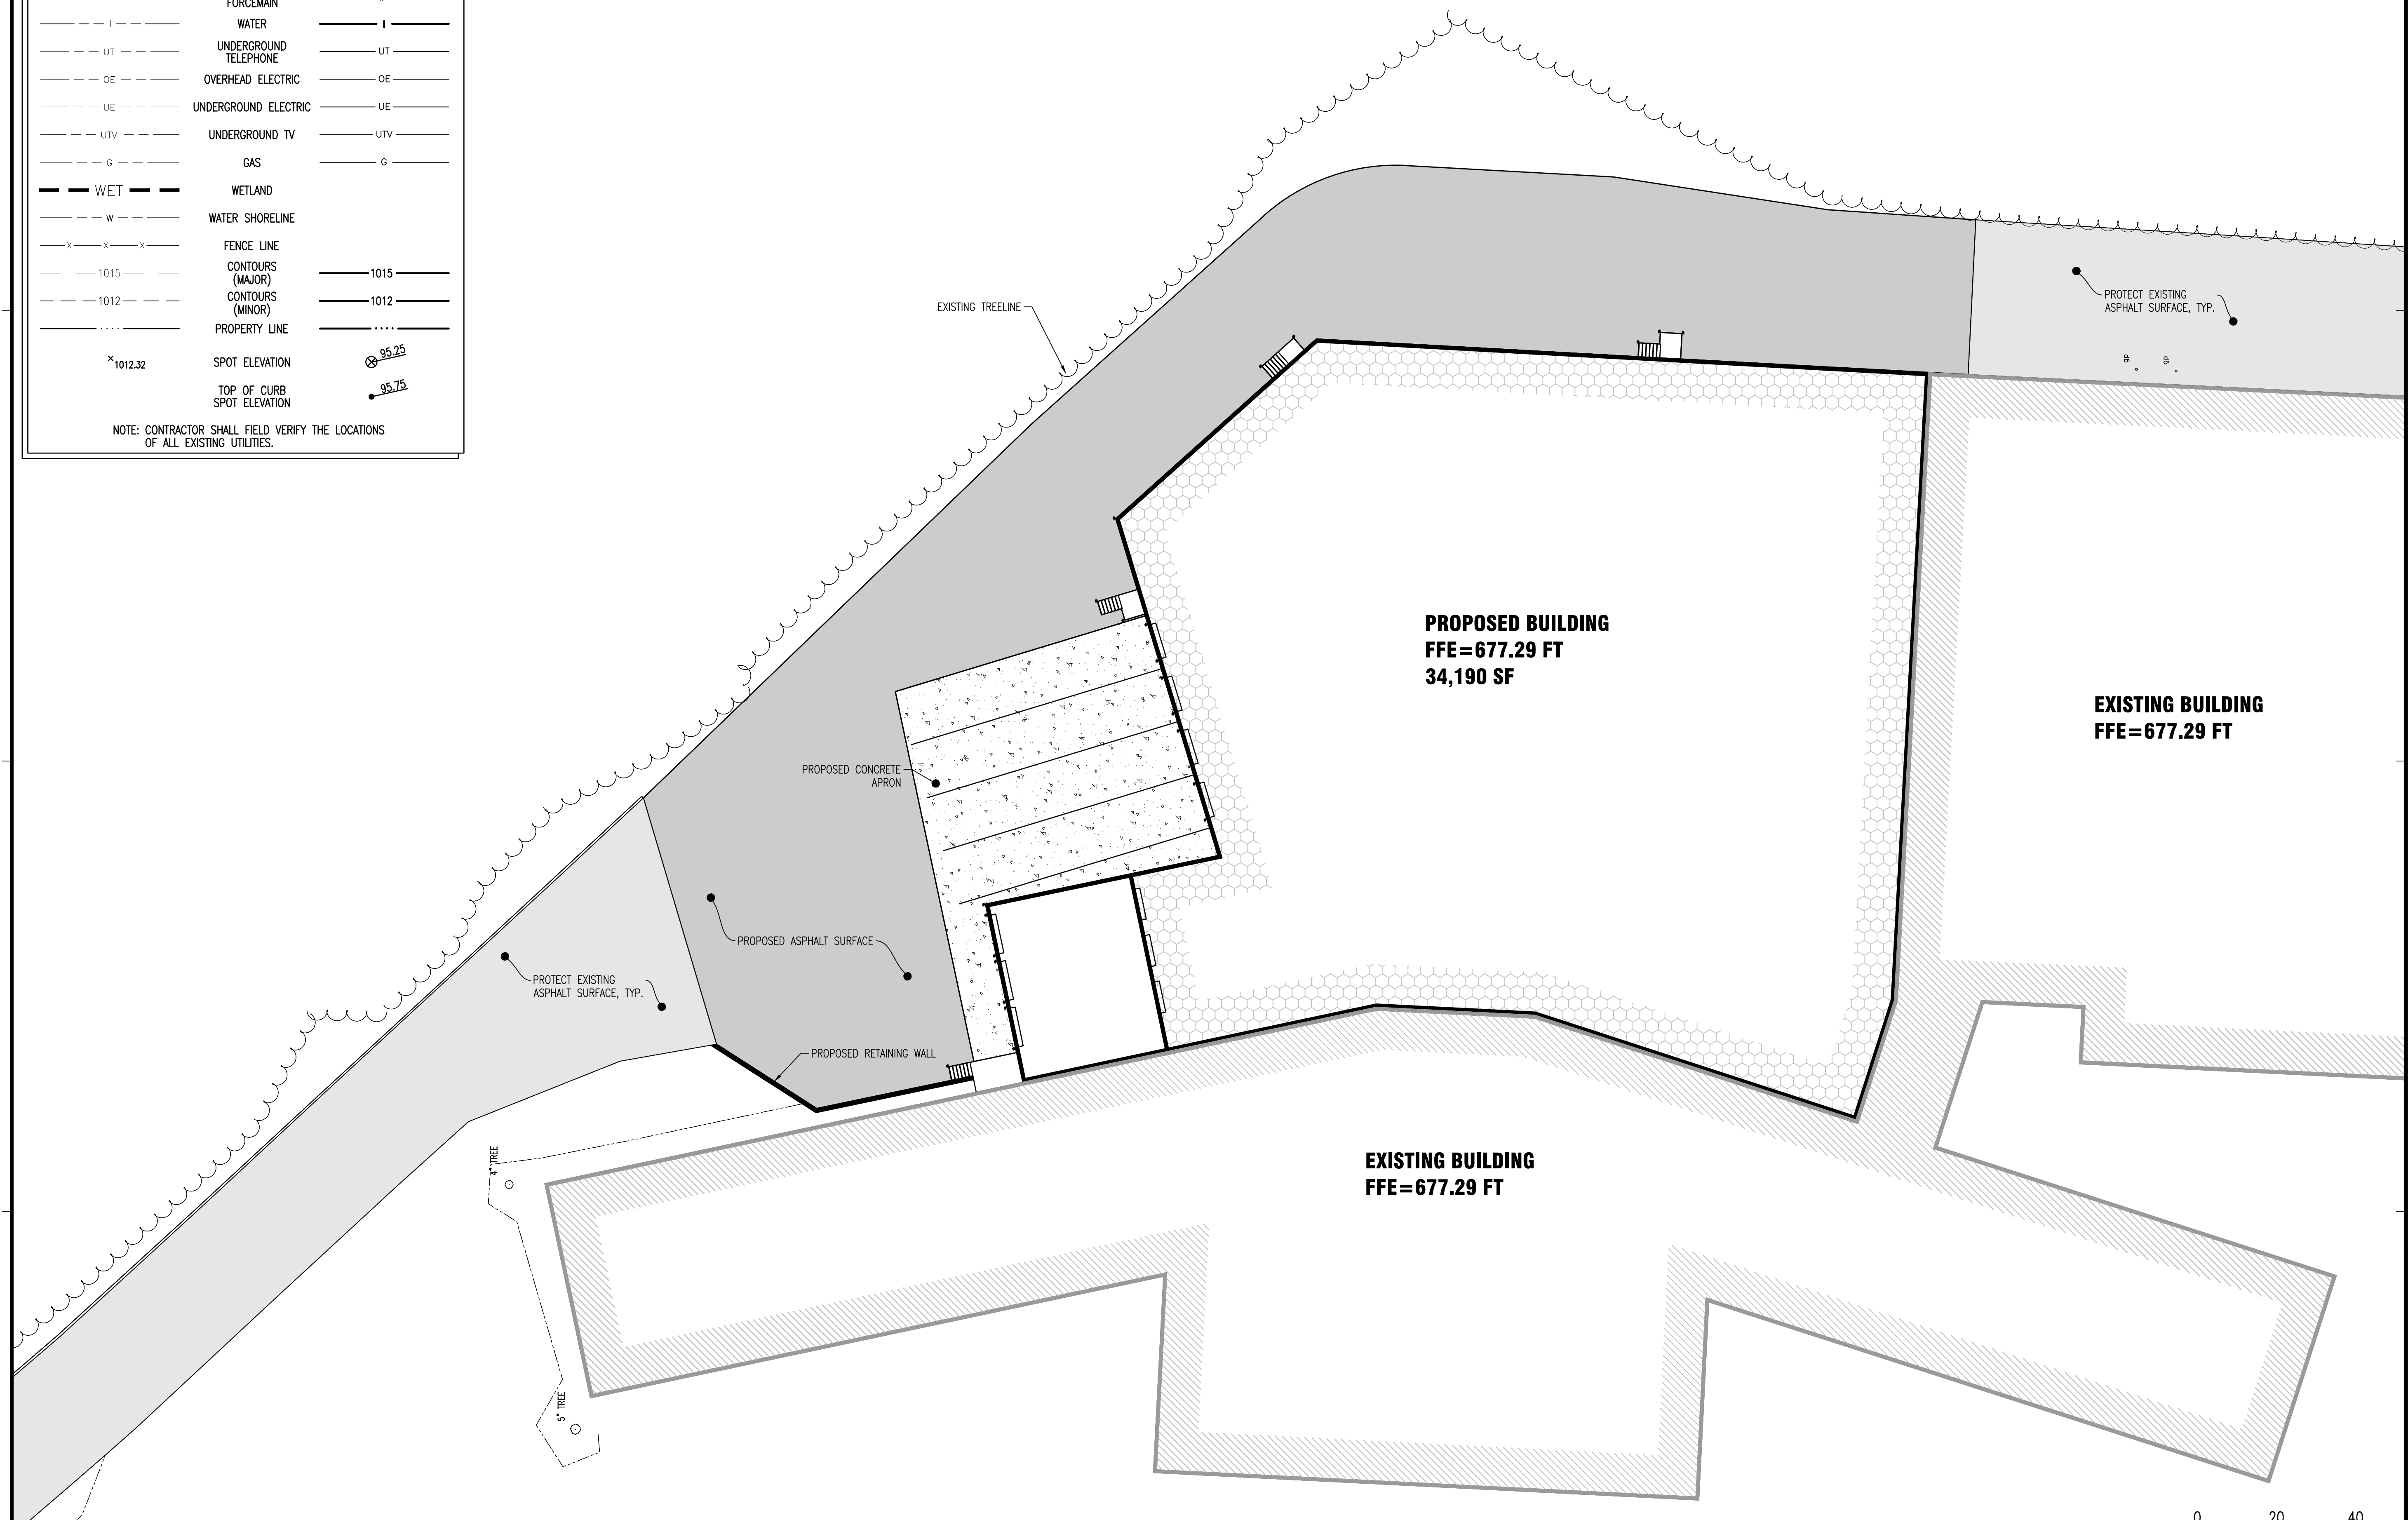 FORCEMAIN
I WATER I
UT UNDERGROUND TELEPHONE UT
OE OVERHEAD ELECTRIC OE
UE UNDERGROUND ELECTRIC UE
UTV UNDERGROUND TV UTV
G GAS G
WET WETLAND
W WATER SHORELINE
X X X FENCE LINE
1015 CONTOURS (MAJOR) 1015
1012 CONTOURS (MINOR) 1012
PROPERTY LINE
×1012.32 SPOT ELEVATION 95.25
TOP OF CURB
SPOT ELEVATION 95.75
NOTE: CONTRACTOR SHALL FIELD VERIFY THE LOCATIONS
OF ALL EXISTING UTILITIES.
EXISTING TREELINE
PROTECT EXISTING
ASPHALT SURFACE, TYP.
gp gp
PROPOSED BUILDING
FFE=677.29 FT
34,190 SF
EXISTING BUILDING
FFE=677.29 FT
PROPOSED CONCRETE
APRON
PROPOSED ASPHALT SURFACE
PROTECT EXISTING
ASPHALT SURFACE, TYP.
PROPOSED RETAINING WALL
4" TREE
EXISTING BUILDING
FFE=677.29 FT
5" TREE
0 20 40